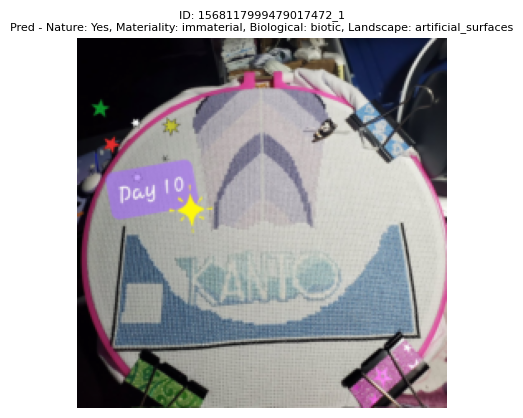 ID: 1568117999479017472_1
Pred - Nature: Yes, Materiality: immaterial, Biological: biotic, Landscape: artificial_surfaces
Day 10
KANTO